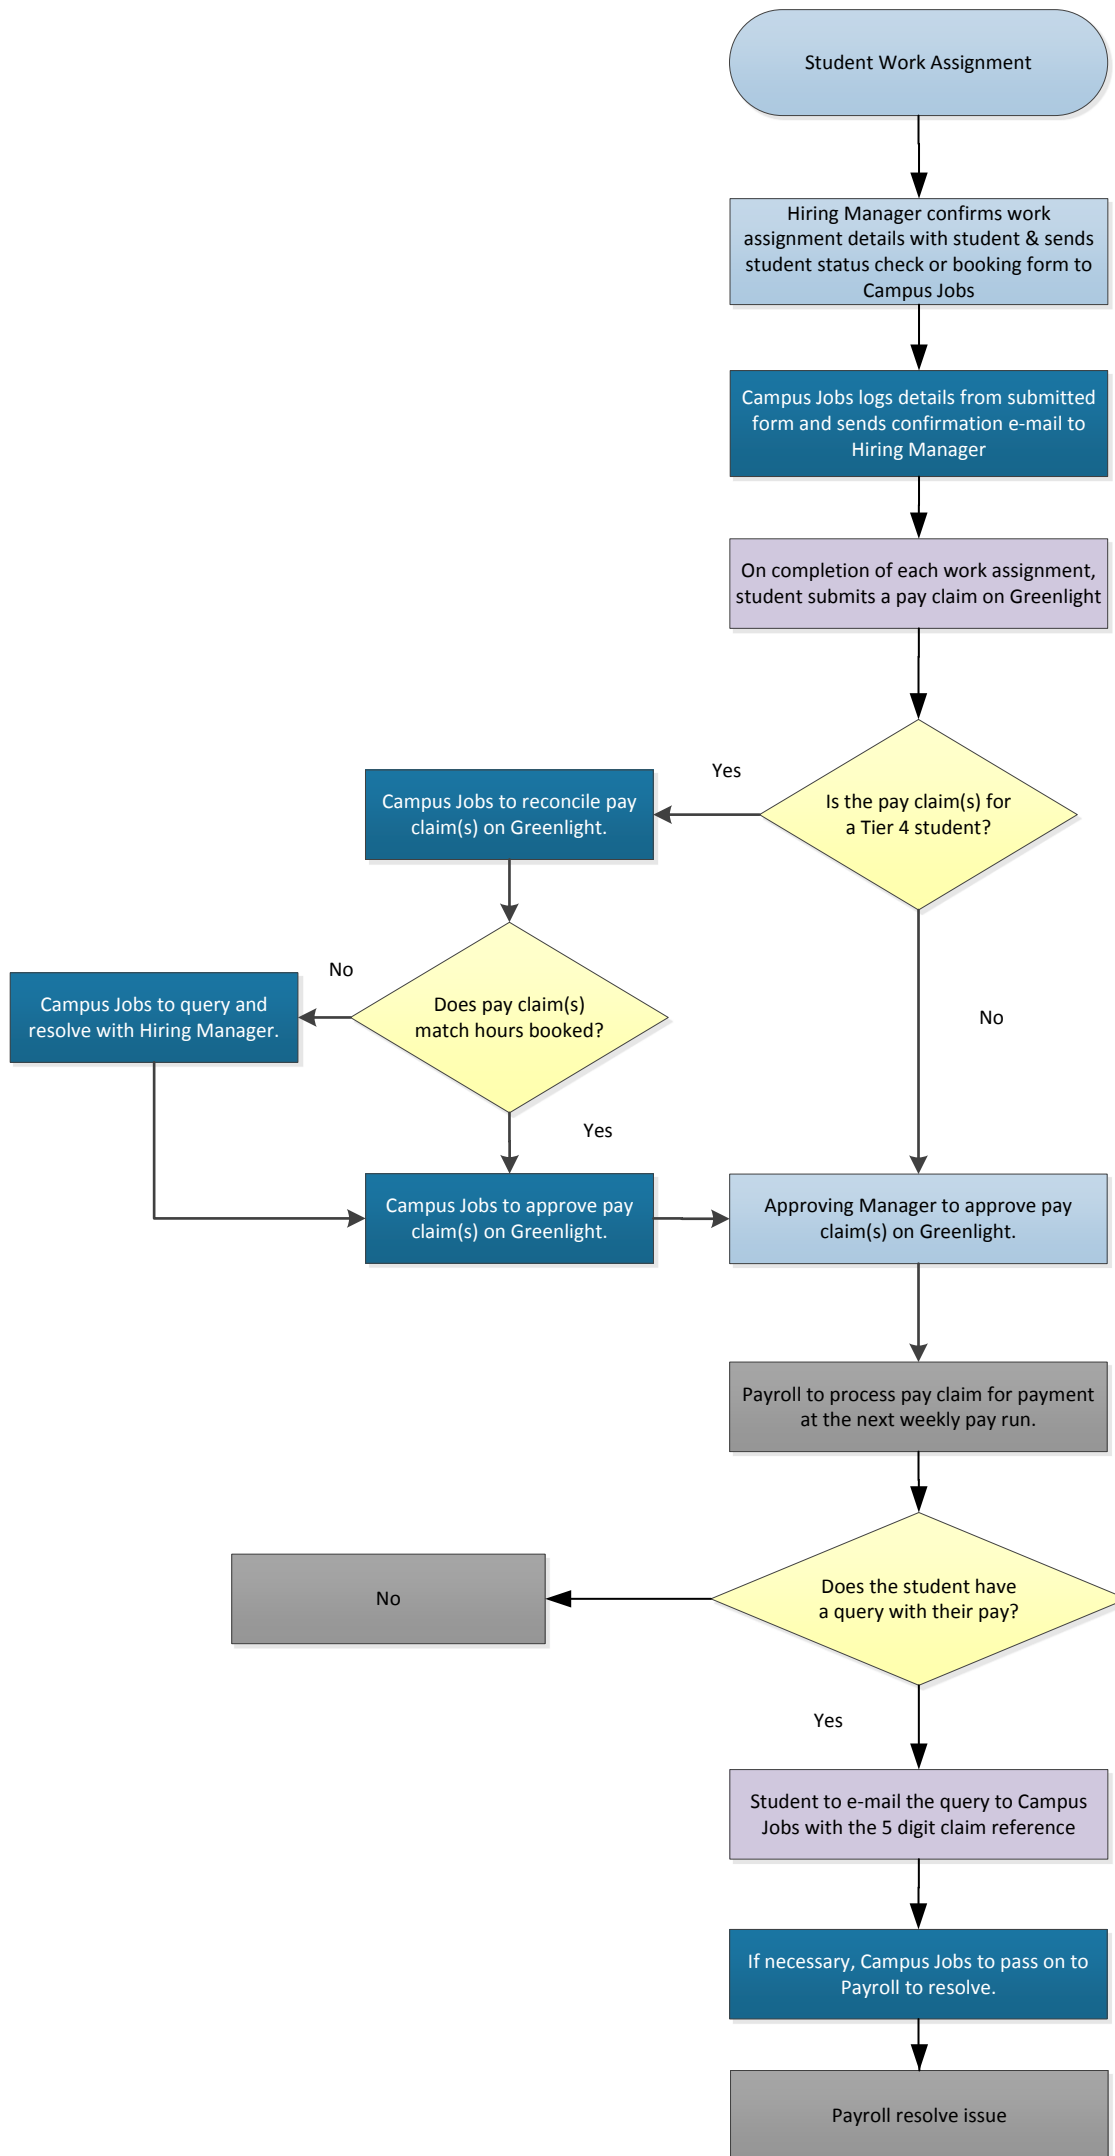 Student Work Assignment
Hiring Manager confirms work
assignment details with student & sends
student status check or booking form to
Campus Jobs
Campus Jobs logs details from submitted
form and sends confirmation e-mail to
Hiring Manager
On completion of each work assignment,
student submits a pay claim on Greenlight
Is the pay claim(s) for
a Tier 4 student?
Yes
Campus Jobs to reconcile pay
claim(s) on Greenlight.
No
Does pay claim(s)
match hours booked?
No
Campus Jobs to query and
resolve with Hiring Manager.
Yes
Campus Jobs to approve pay
claim(s) on Greenlight.
Approving Manager to approve pay
claim(s) on Greenlight.
Payroll to process pay claim for payment
at the next weekly pay run.
Does the student have
a query with their pay?
No
Yes
Student to e-mail the query to Campus
Jobs with the 5 digit claim reference
If necessary, Campus Jobs to pass on to
Payroll to resolve.
Payroll resolve issue